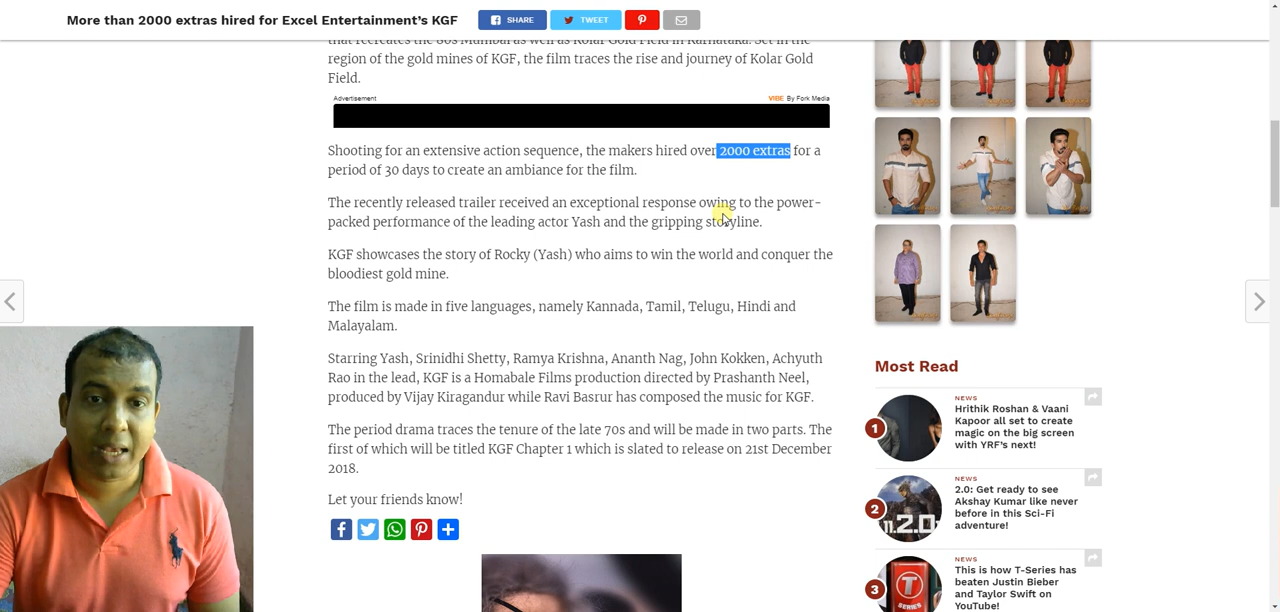 More than 2000 extras hired for Excel Entertainment's KGF
SHARE
TWEET
that recreates the 80s Mumbai as well as Kolar Gold Field in Karnataka. Set in the
region of the gold mines of KGF, the film traces the rise and journey of Kolar Gold
Field.
Advertisement
VIBE By Fork Media
Shooting for an extensive action sequence, the makers hired over 2000 extras for a
period of 30 days to create an ambiance for the film.
The recently released trailer received an exceptional response owing to the power-
packed performance of the leading actor Yash and the gripping storyline.
KGF showcases the story of Rocky (Yash) who aims to win the world and conquer the
bloodiest gold mine.
The film is made in five languages, namely Kannada, Tamil, Telugu, Hindi and
Malayalam.
Starring Yash, Srinidhi Shetty, Ramya Krishna, Ananth Nag, John Kokken, Achyuth
Rao in the lead, KGF is a Homabale Films production directed by Prashanth Neel,
produced by Vijay Kiragandur while Ravi Basrur has composed the music for KGF.
The period drama traces the tenure of the late 70s and will be made in two parts. The
first of which will be titled KGF Chapter 1 which is slated to release on 21st December
2018.
Let your friends know!
Most Read
1
NEWS
Hrithik Roshan & Vaani
Kapoor all set to create
magic on the big screen
with YRF's next!
2
2.0
NEWS
2.0: Get ready to see
Akshay Kumar like never
before in this Sci-Fi
adventure!
3
T
SERIES
NEWS
This is how T-Series has
beaten Justin Bieber
and Taylor Swift on
YouTube!